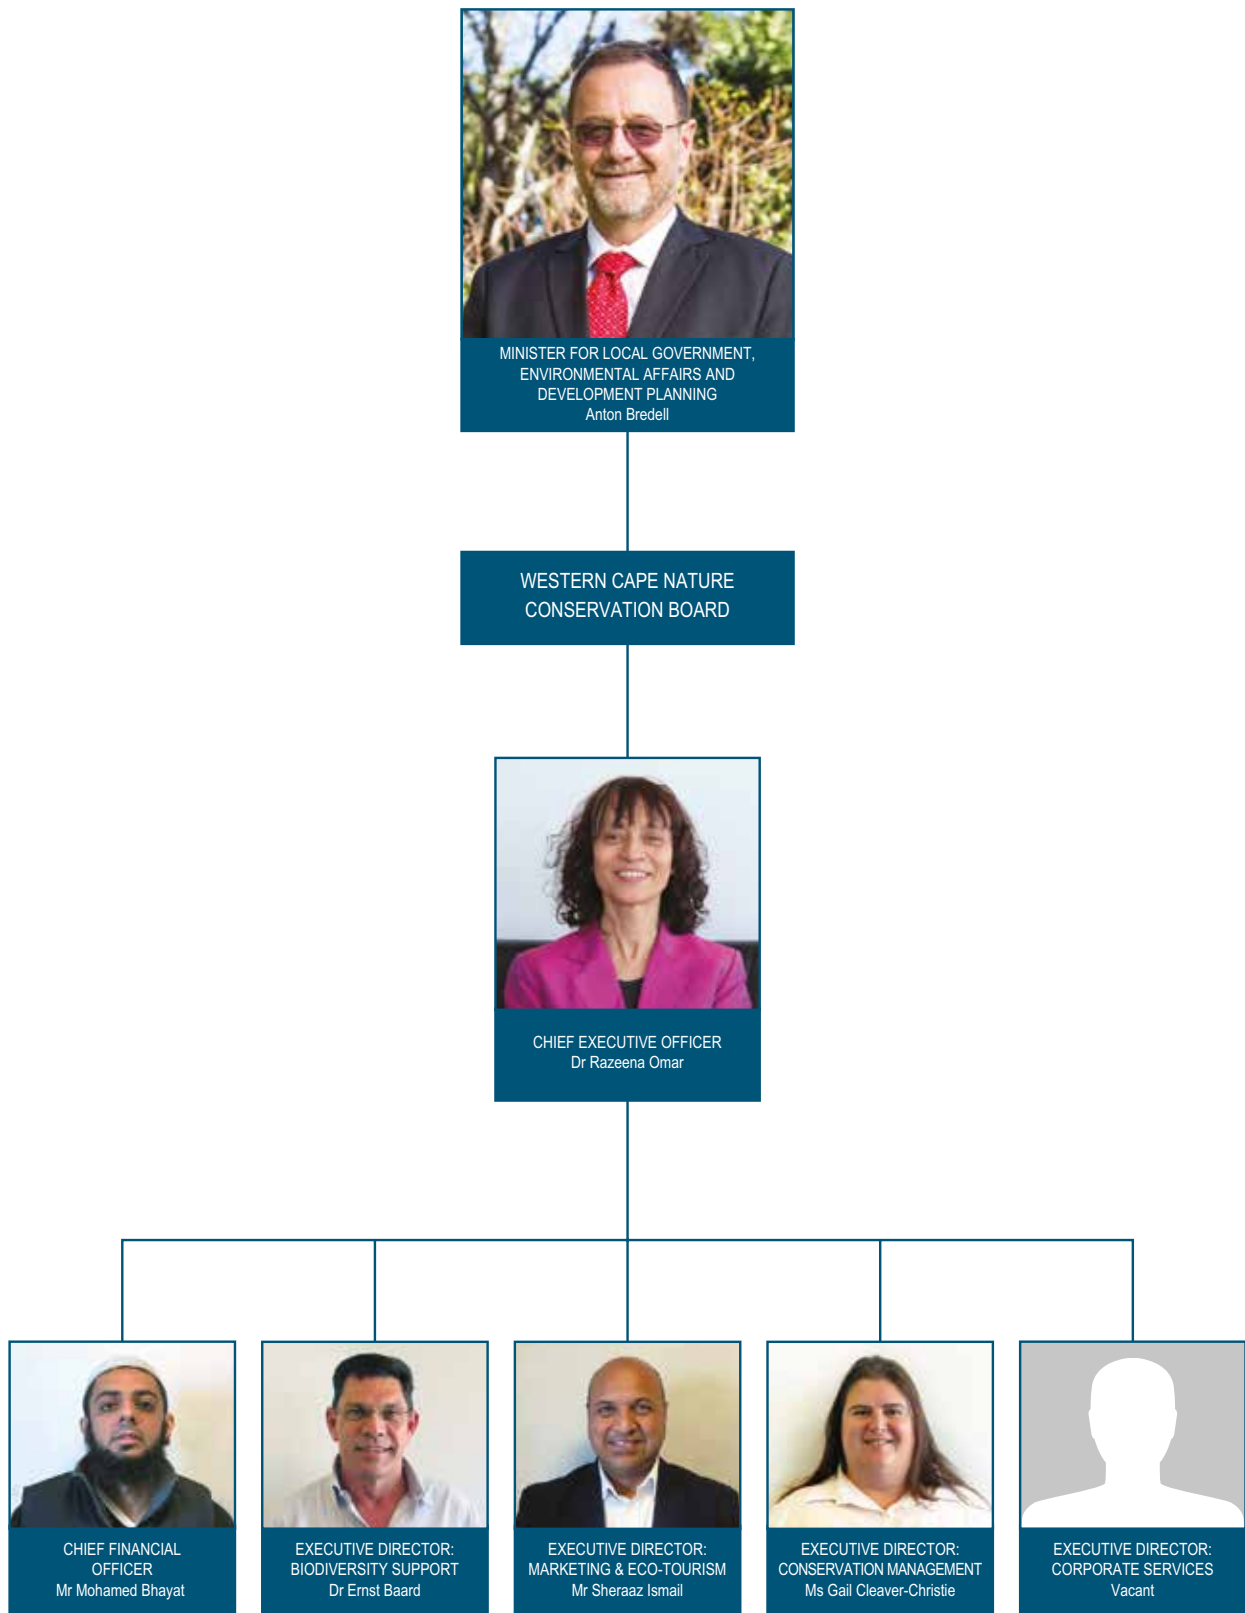 MINISTER FOR LOCAL GOVERNMENT,
ENVIRONMENTAL AFFAIRS AND
DEVELOPMENT PLANNING
Anton Bredell
WESTERN CAPE NATURE
CONSERVATION BOARD
CHIEF EXECUTIVE OFFICER
Dr Razeena Omar
CHIEF FINANCIAL
OFFICER
Mr Mohamed Bhayat
EXECUTIVE DIRECTOR:
BIODIVERSITY SUPPORT
Dr Ernst Baard
EXECUTIVE DIRECTOR:
MARKETING & ECO-TOURISM
Mr Sheraaz Ismail
EXECUTIVE DIRECTOR:
CONSERVATION MANAGEMENT
Ms Gail Cleaver-Christie
EXECUTIVE DIRECTOR:
CORPORATE SERVICES
Vacant